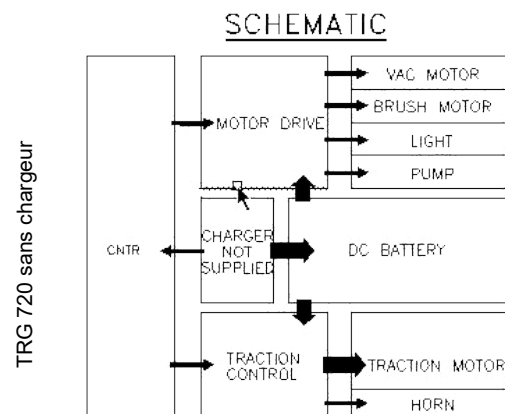 SCHEMATIC
TRG 720 sans chargeur
CNTR
MOTOR DRIVE
VAC MOTOR
BRUSH MOTOR
LIGHT
PUMP
CHARGER
NOT
SUPPLIED
DC BATTERY
TRACTION
CONTROL
TRACTION MOTOR
HORN